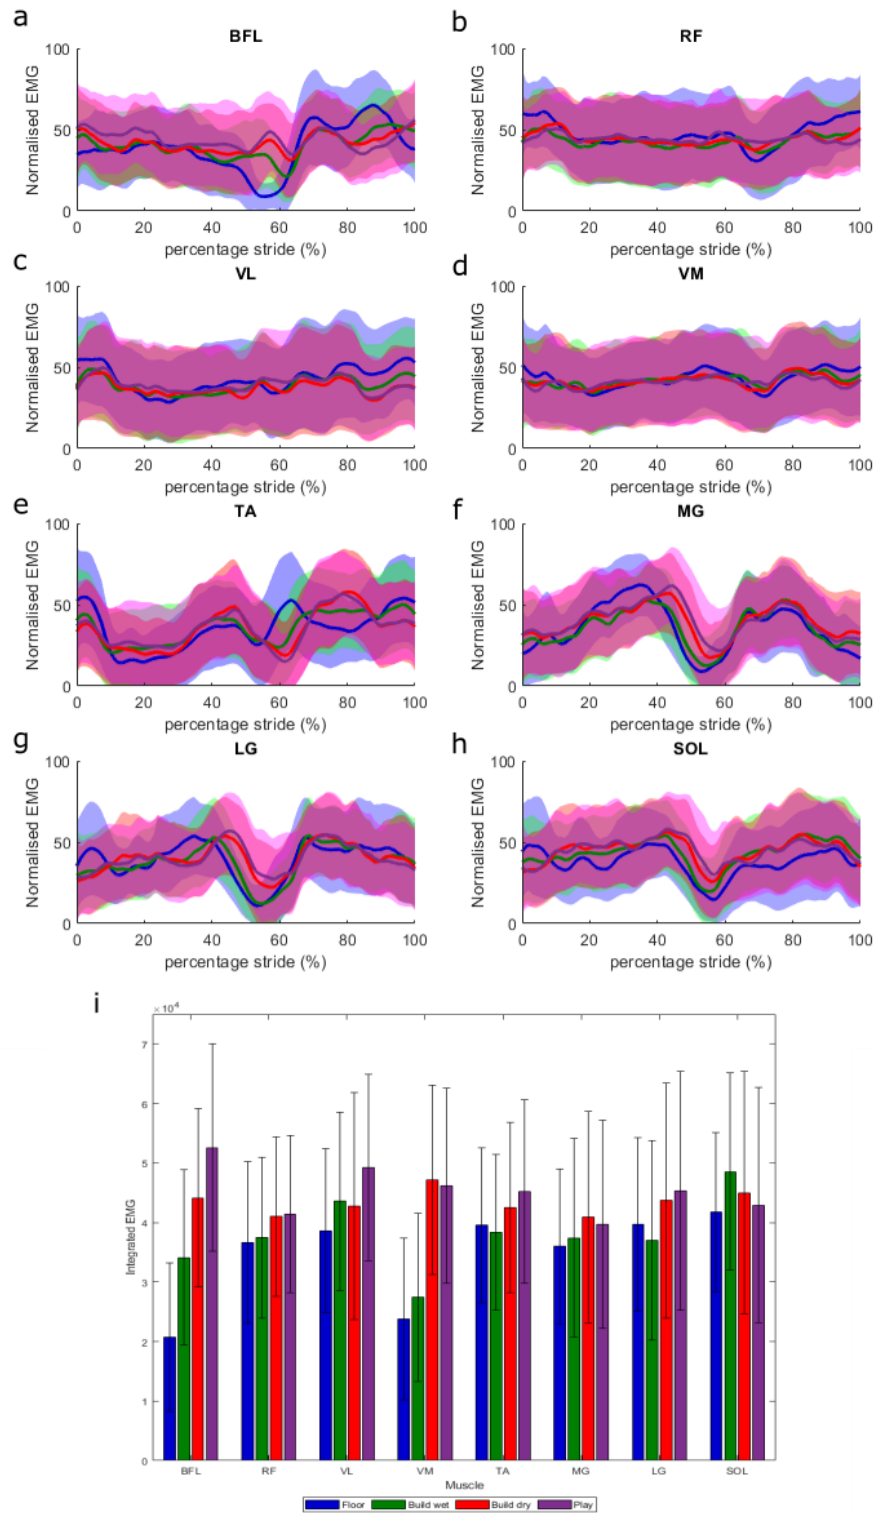 a
BFL
100
50
0
Normalised EMG
0 20 40 60 80 100
percentage stride (%)
b
RF
100
50
0
Normalised EMG
0 20 40 60 80 100
percentage stride (%)
c
VL
100
50
0
Normalised EMG
0 20 40 60 80 100
percentage stride (%)
d
VM
100
50
0
Normalised EMG
0 20 40 60 80 100
percentage stride (%)
e
TA
100
50
0
Normalised EMG
0 20 40 60 80 100
percentage stride (%)
f
MG
100
50
0
Normalised EMG
0 20 40 60 80 100
percentage stride (%)
g
LG
100
50
0
Normalised EMG
0 20 40 60 80 100
percentage stride (%)
h
SOL
100
50
0
Normalised EMG
0 20 40 60 80 100
percentage stride (%)
i
×10⁴
7
6
5
4
3
2
1
0
Integrated EMG
BFL RF VL VM TA MG LG SOL
Muscle
Floor Build wet Build dry Play